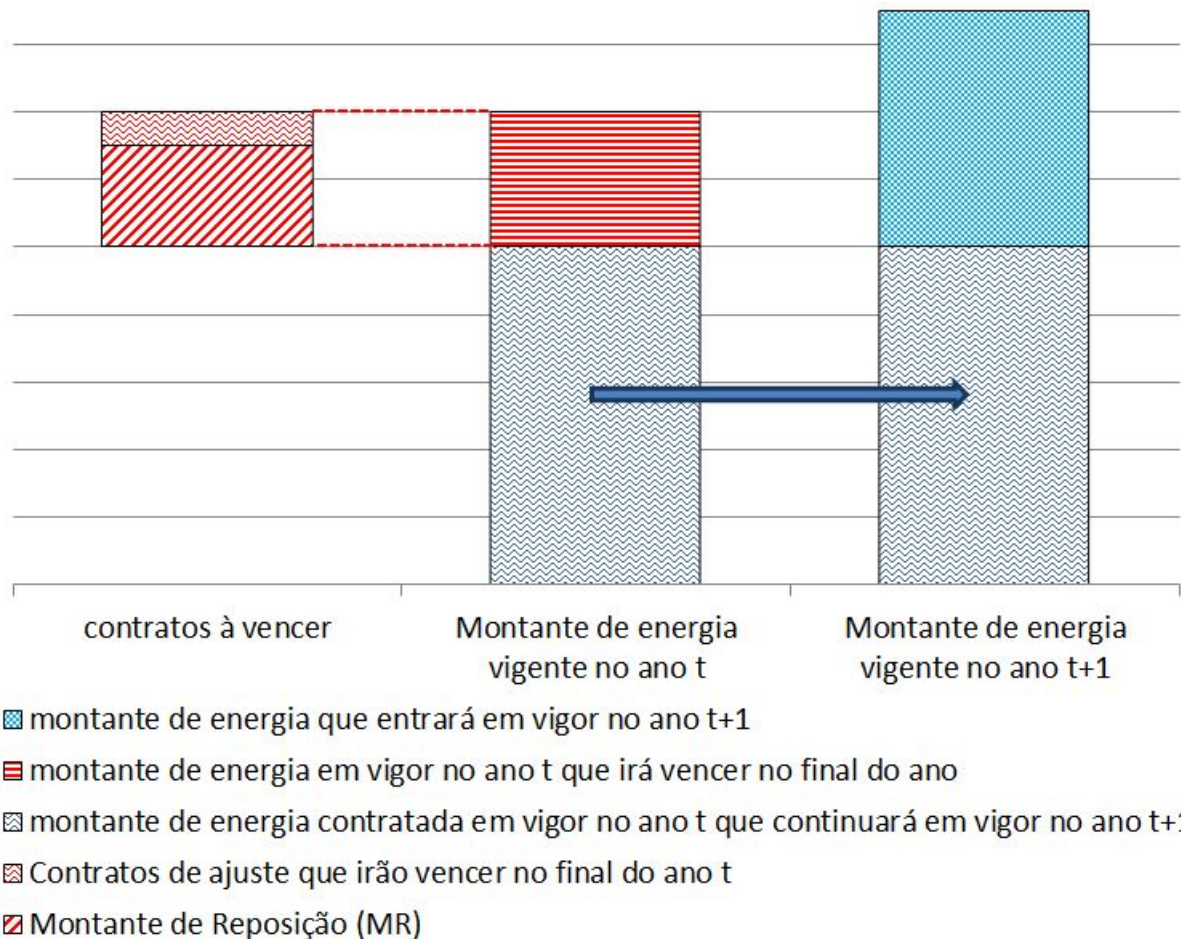 contratos à vencer
Montante de energia
vigente no ano t
Montante de energia
vigente no ano t+1
montante de energia que entrará em vigor no ano t+1
montante de energia em vigor no ano t que irá vencer no final do ano
montante de energia contratada em vigor no ano t que continuará em vigor no ano t+1
Contratos de ajuste que irão vencer no final do ano t
Montante de Reposição (MR)